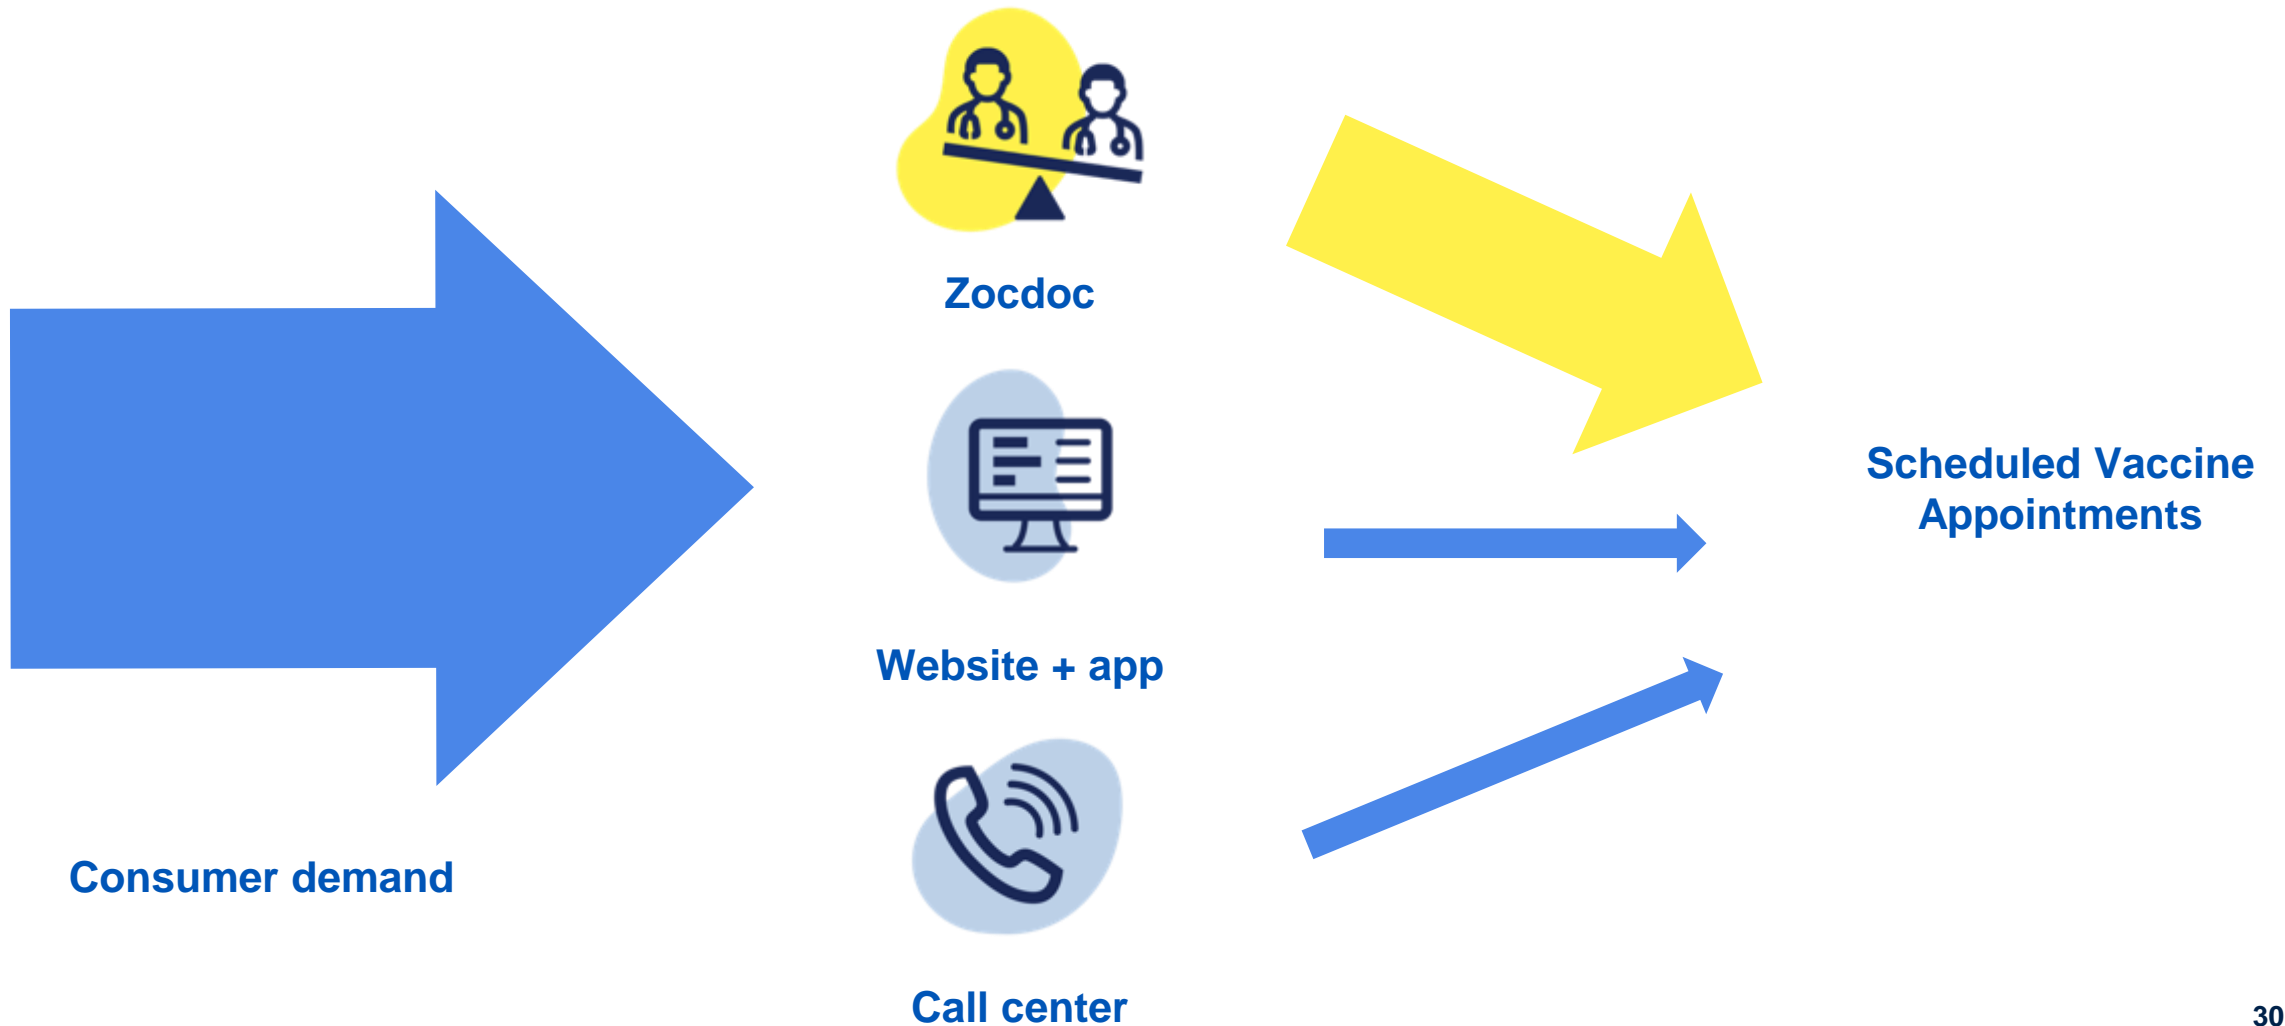 Zocdoc
Website + app
Call center
Consumer demand
Scheduled Vaccine
Appointments
30